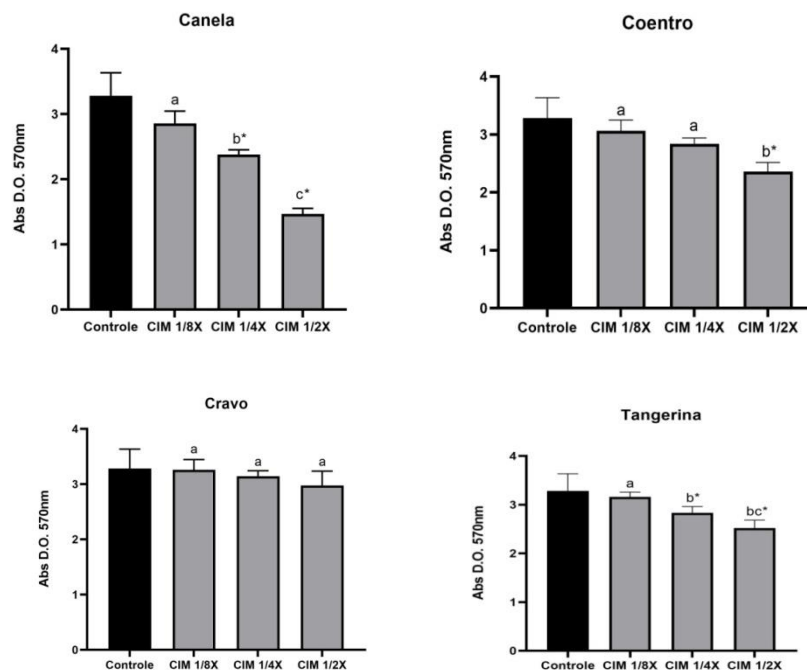 Canela
Abs D.O. 570nm
4
3
2
1
0
a
b*
c*
Controle CIM 1/8X CIM 1/4X CIM 1/2X
Coentro
Abs D.O. 570nm
4
3
2
1
0
a
a
b*
Controle CIM 1/8X CIM 1/4X CIM 1/2X
Cravo
Abs D.O. 570nm
4
3
2
1
0
a
a
a
Controle CIM 1/8X CIM 1/4X CIM 1/2X
Tangerina
Abs D.O. 570nm
4
3
2
1
0
a
b*
bc*
Controle CIM 1/8X CIM 1/4X CIM 1/2X